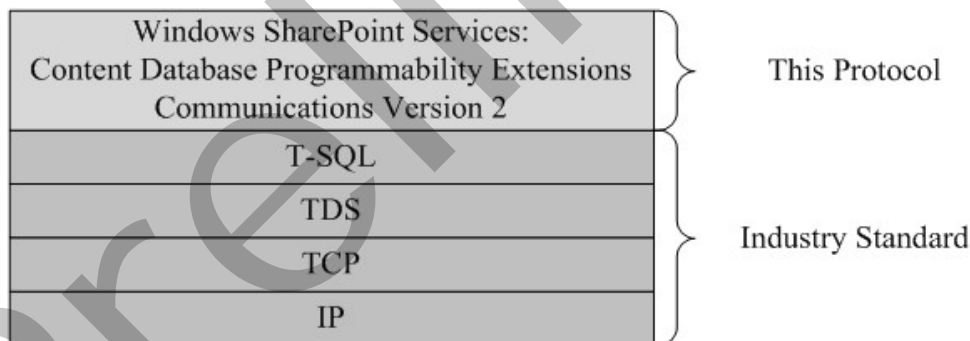 Windows SharePoint Services:
Content Database Programmability Extensions
Communications Version 2
This Protocol
T-SQL
TDS
TCP
IP
Industry Standard